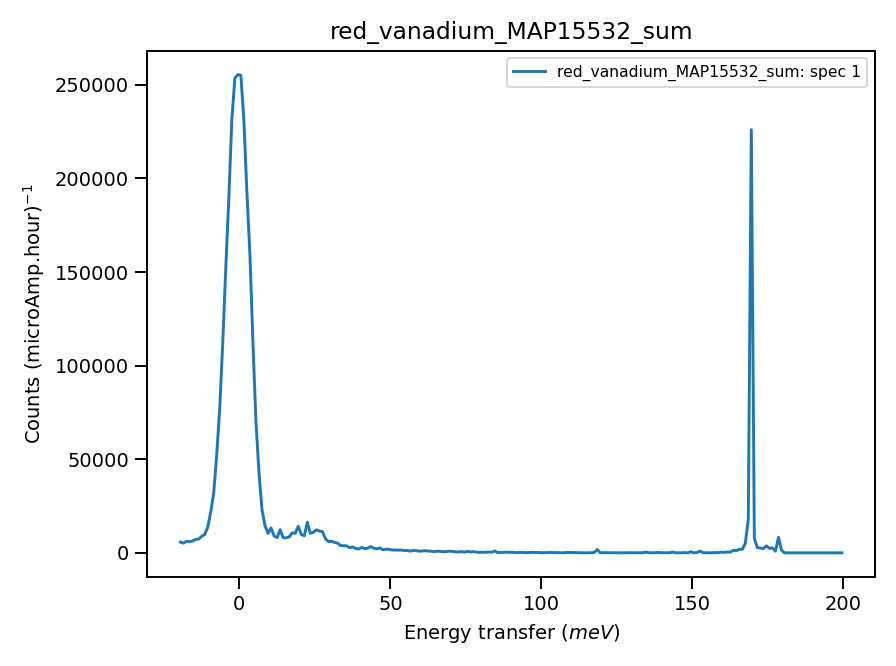 red_vanadium_MAP15532_sum
red_vanadium_MAP15532_sum: spec 1
Counts (microAmp.hour)⁻¹
250000
200000
150000
100000
50000
0
0 50 100 150 200
Energy transfer (meV)